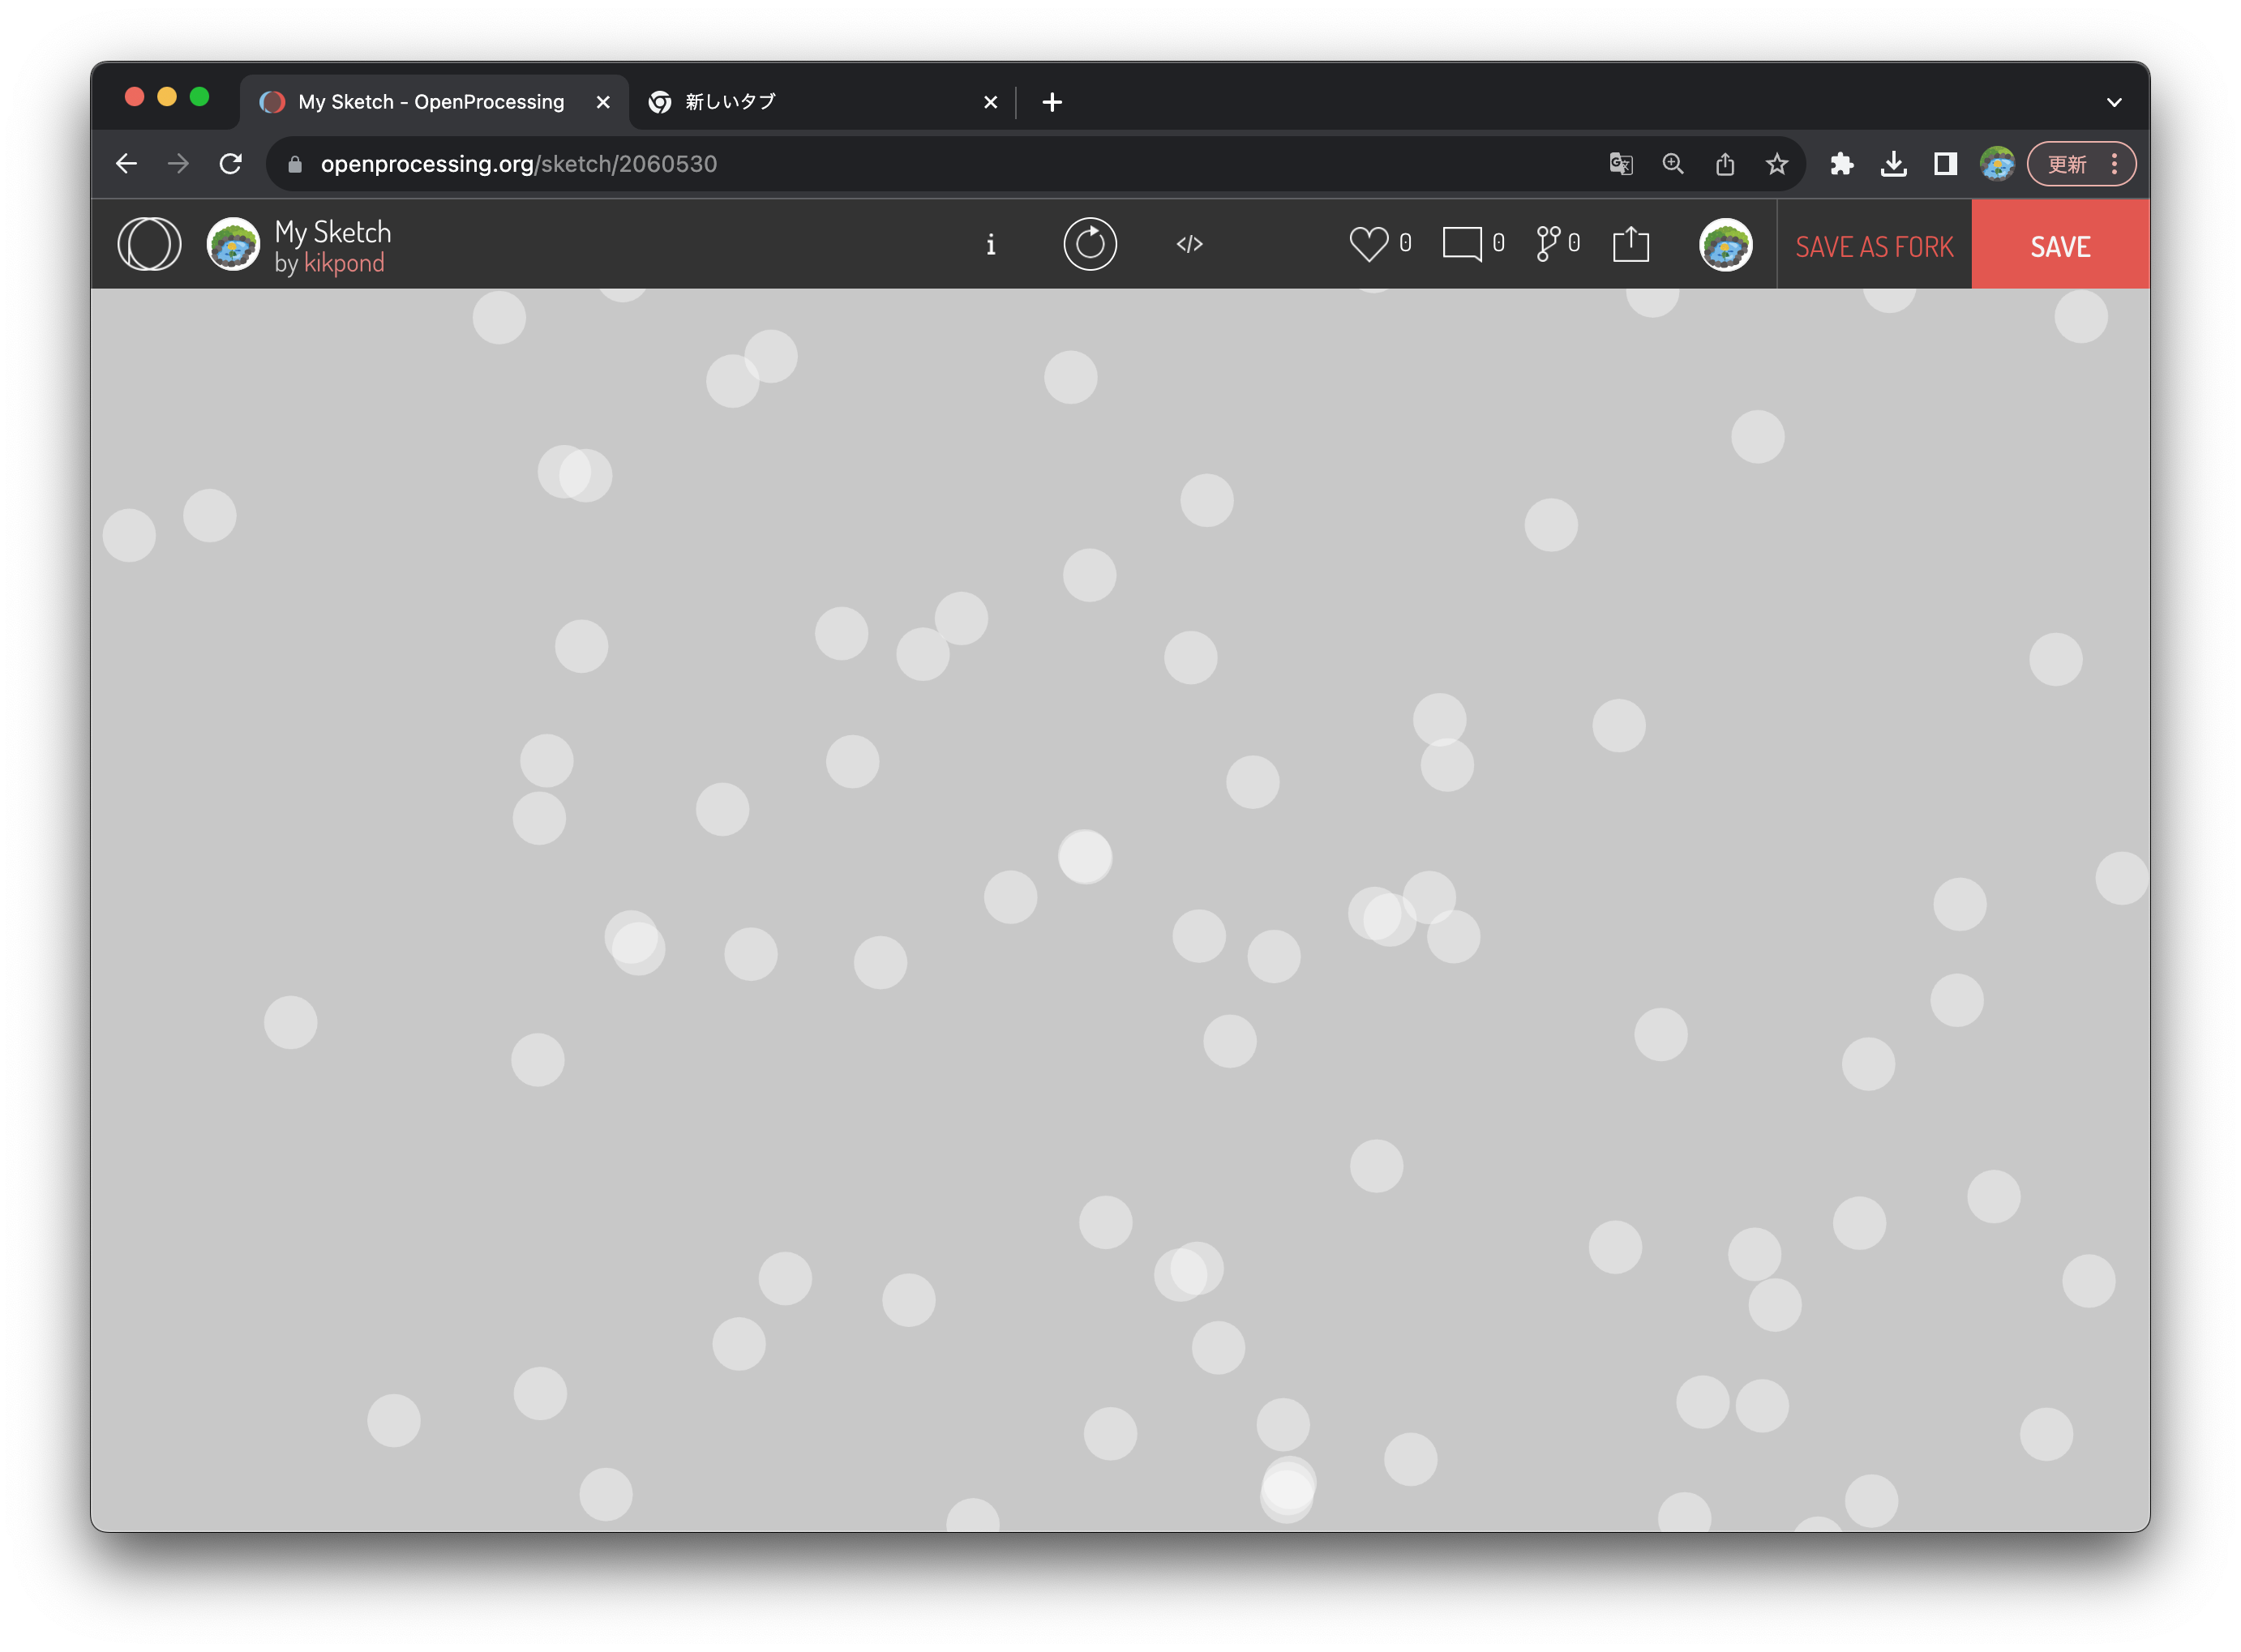 My Sketch - OpenProcessing
新しいタブ
openprocessing.org/sketch/2060530
更新
My Sketch
by kikpond
i
</>
0
0
0
SAVE AS FORK
SAVE